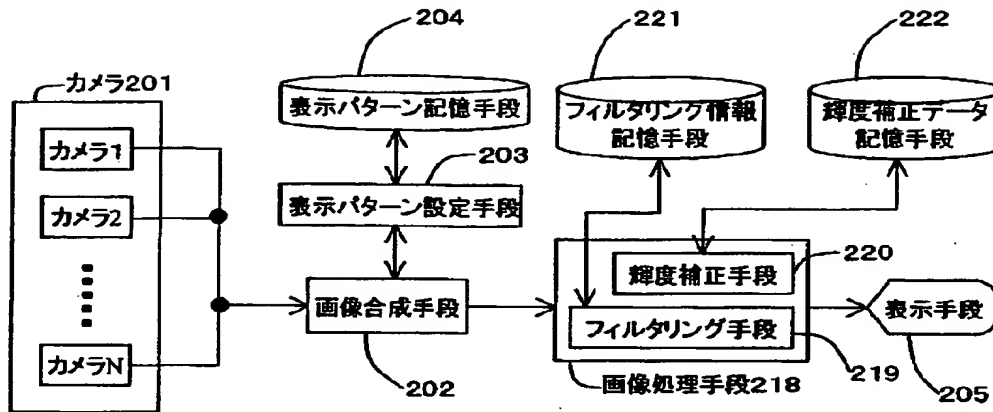 204
221
222
カメラ201
表示パターン記憶手段
フィルタリング情報
記憶手段
輝度補正データ
記憶手段
カメラ1
203
カメラ2
表示パターン設定手段
220
輝度補正手段
画像合成手段
フィルタリング手段
表示手段
カメラN
202
画像処理手段218
219
205